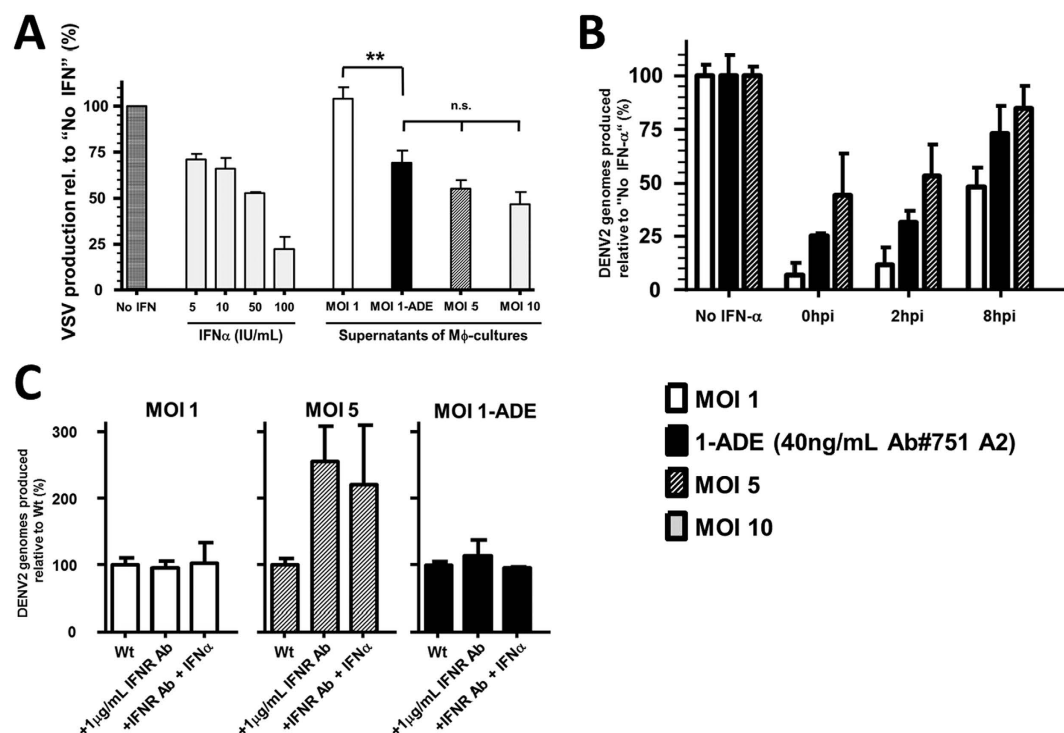 A
VSV production rel. to "No IFN" (%)
100
75
50
25
0
**
n.s.
No IFN
5 10 50 100
IFNα (IU/mL)
MOI 1 MOI 1-ADE MOI 5 MOI 10
Supernatants of Mϕ-cultures
B
DENV2 genomes produced
relative to "No IFN-α" (%)
100
75
50
25
0
No IFN-α 0hpi 2hpi 8hpi
C
DENV2 genomes produced
relative to Wt (%)
300
200
100
0
MOI 1
Wt
+1µg/mL IFNR Ab
+IFNR Ab + IFNα
MOI 5
Wt
+1µg/mL IFNR Ab
+IFNR Ab + IFNα
MOI 1-ADE
Wt
+1µg/mL IFNR Ab
+IFNR Ab + IFNα
MOI 1
1-ADE (40ng/mL Ab#751 A2)
MOI 5
MOI 10